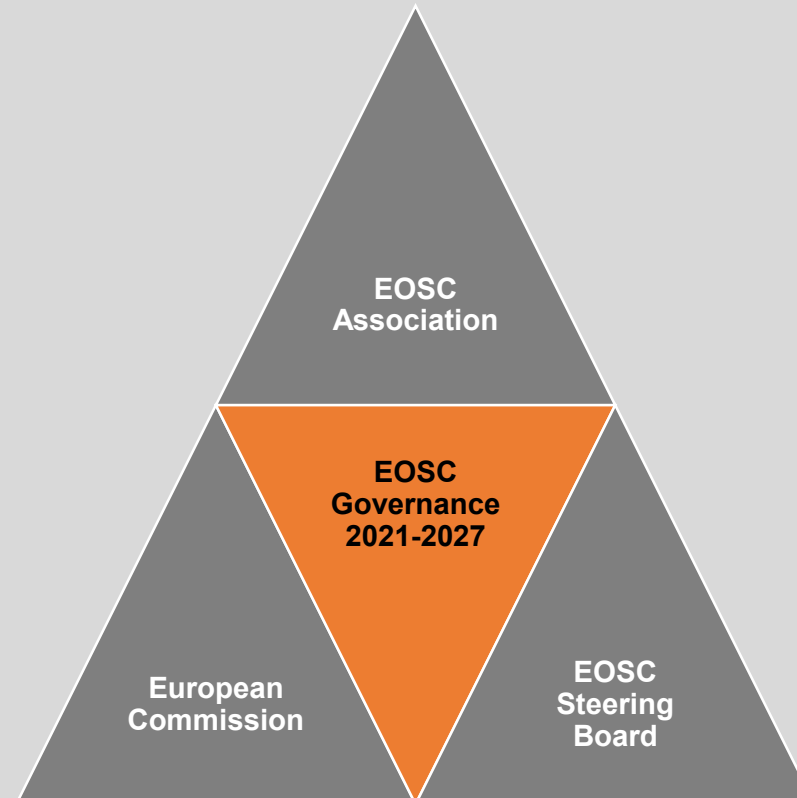 EOSC
Association
EOSC
Governance
2021-2027
European
Commission
EOSC
Steering
Board